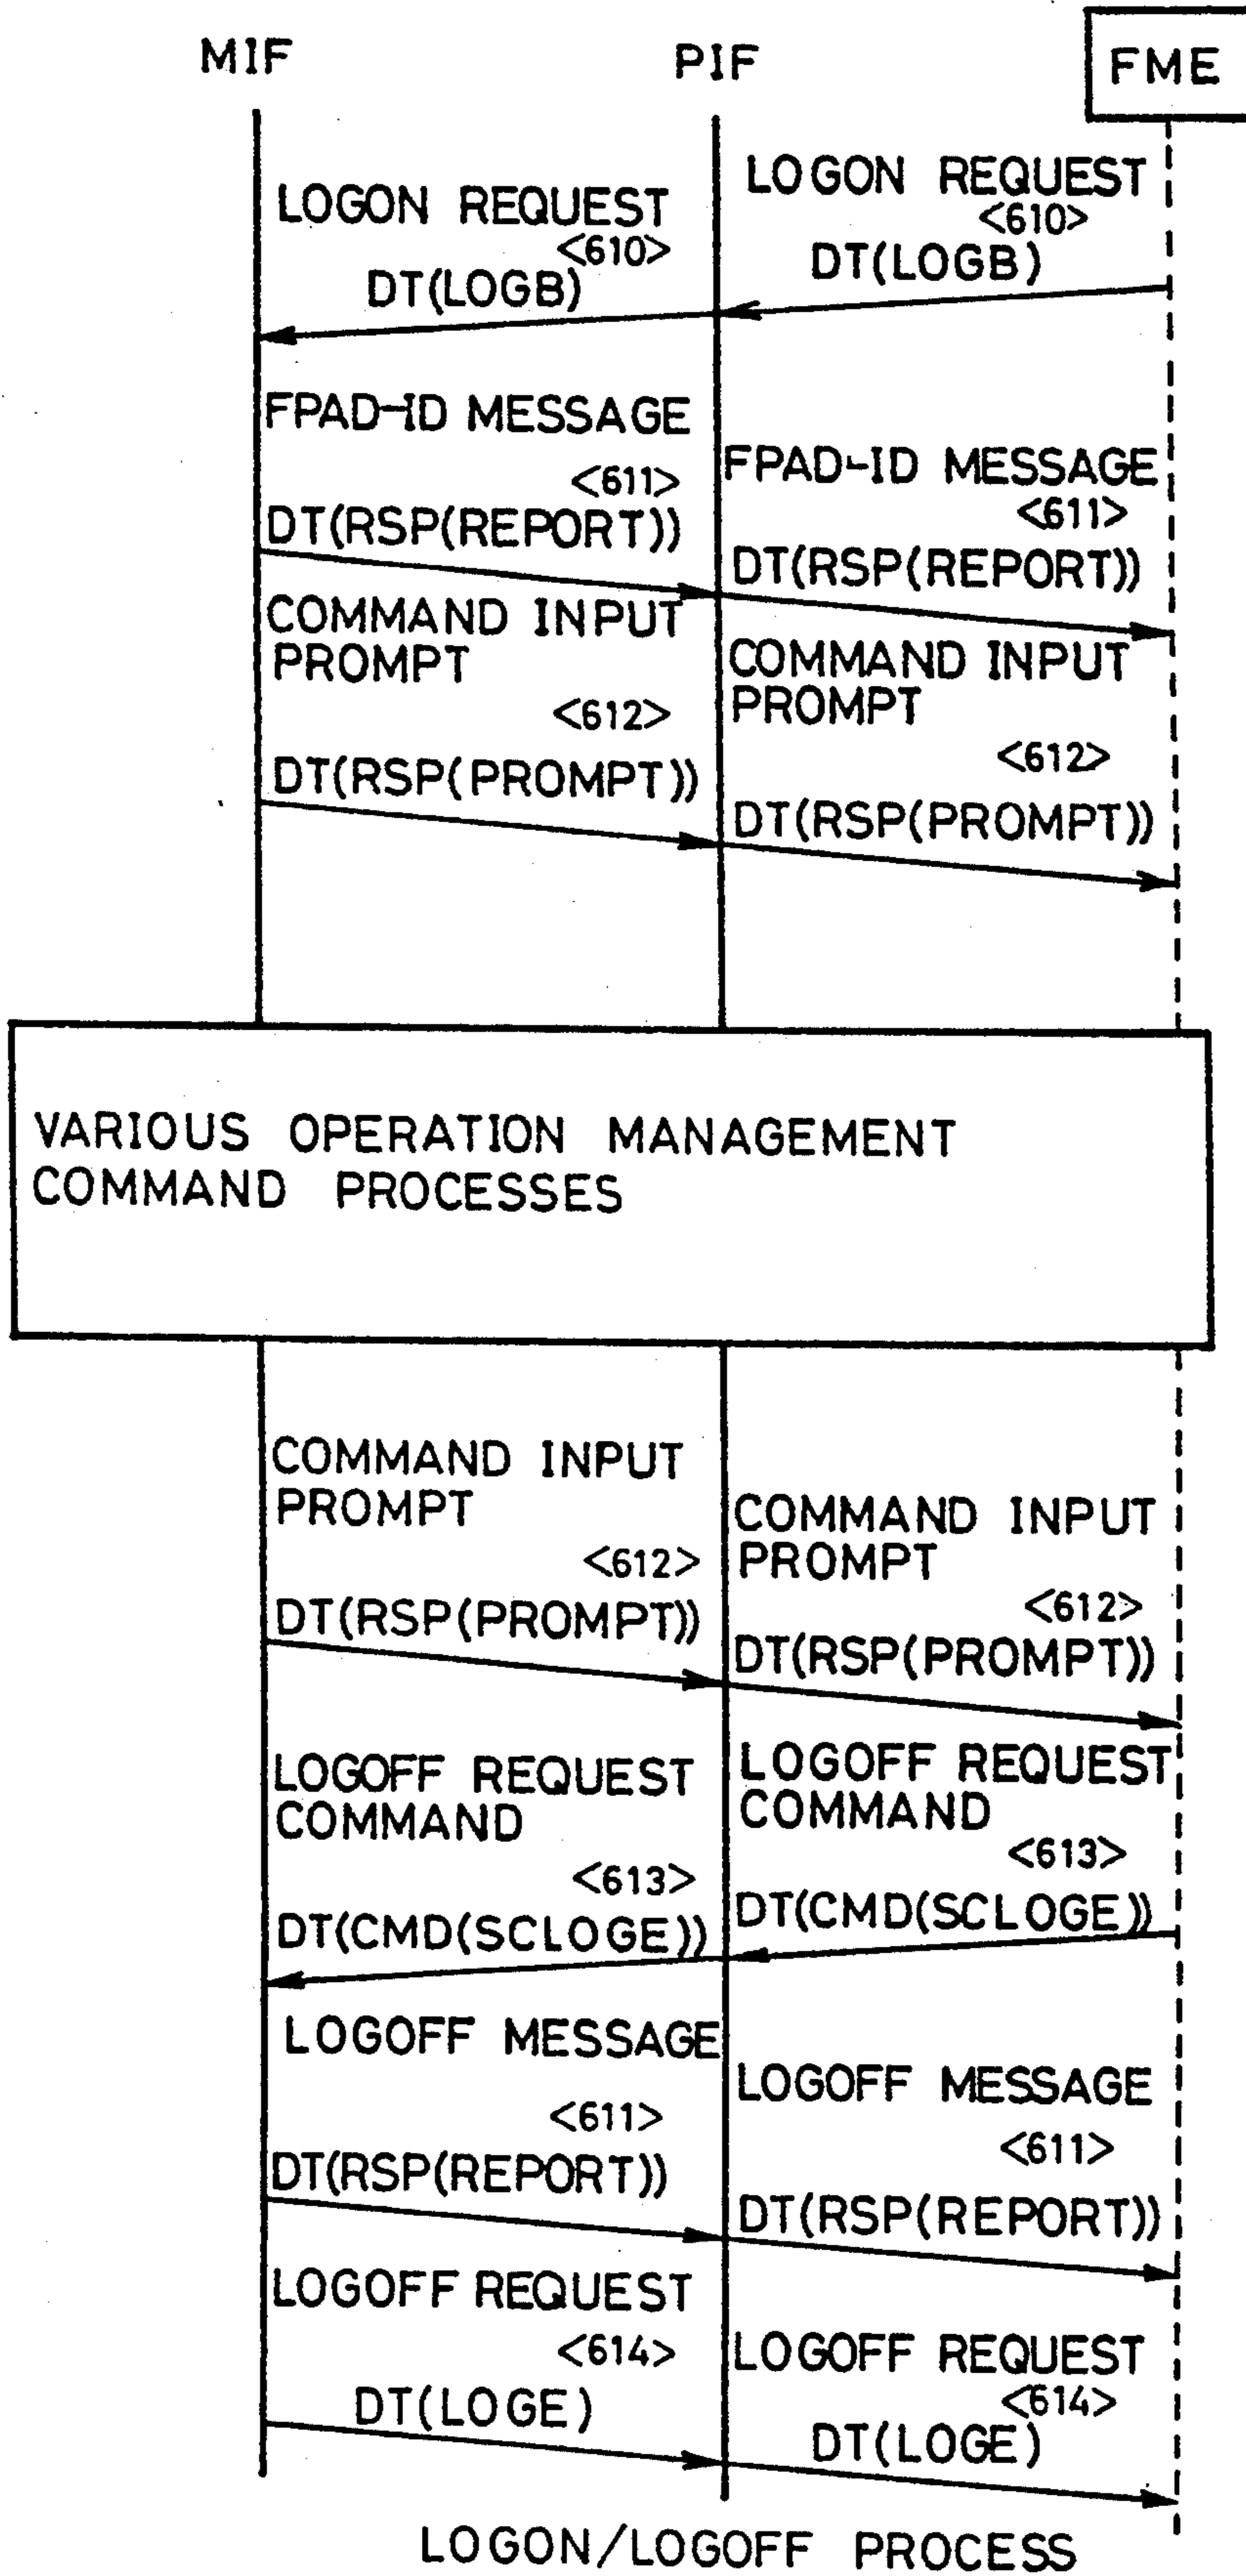 MIF
PIF
FME
LOGON REQUEST
<610>
DT(LOGB)
LOGON REQUEST
<610>
DT(LOGB)
FPAD-ID MESSAGE
<611>
DT(RSP(REPORT))
FPAD-ID MESSAGE
<611>
DT(RSP(REPORT))
COMMAND INPUT
PROMPT
<612>
DT(RSP(PROMPT))
COMMAND INPUT
PROMPT
<612>
DT(RSP(PROMPT))
VARIOUS OPERATION MANAGEMENT
COMMAND PROCESSES
COMMAND INPUT
PROMPT
<612>
DT(RSP(PROMPT))
COMMAND INPUT
PROMPT
<612>
DT(RSP(PROMPT))
LOGOFF REQUEST
COMMAND
<613>
DT(CMD(SCLOGE))
LOGOFF REQUEST
COMMAND
<613>
DT(CMD(SCLOGE))
LOGOFF MESSAGE
<611>
DT(RSP(REPORT))
LOGOFF MESSAGE
<611>
DT(RSP(REPORT))
LOGOFF REQUEST
<614>
DT(LOGE)
LOGOFF REQUEST
<614>
DT(LOGE)
LOGON/LOGOFF PROCESS